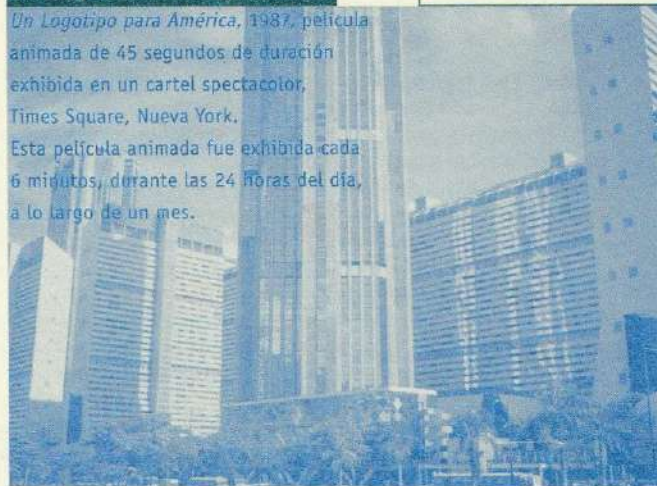 Un Logotipo para América, 1987, película
animada de 45 segundos de duración
exhibida en un cartel spectacolor,
Times Square, Nueva York.
Esta película animada fue exhibida cada
6 minutos, durante las 24 horas del día,
a lo largo de un mes.